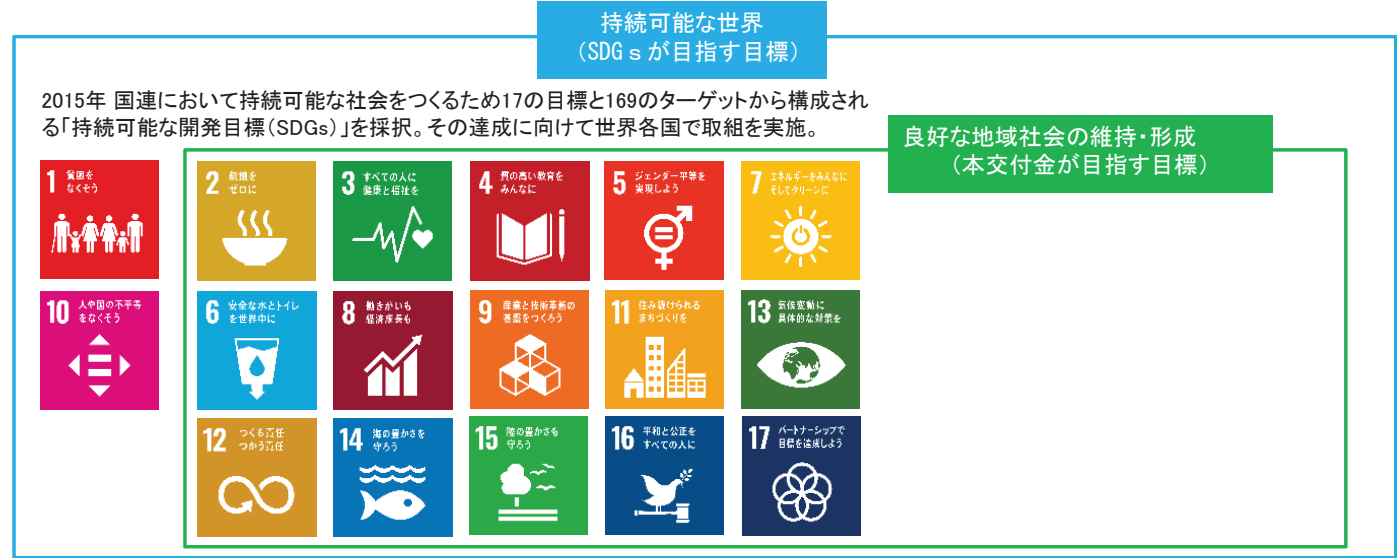 持続可能な世界
（SDGｓが目指す目標）
2015年 国連において持続可能な社会をつくるため17の目標と169のターゲットから構成され
る「持続可能な開発目標（SDGs）」を採択。その達成に向けて世界各国で取組を実施。
良好な地域社会の維持・形成
（本交付金が目指す目標）
1 貧困を
なくそう
2 飢餓を
ゼロに
3 すべての人に
健康と福祉を
4 質の高い教育を
みんなに
5 ジェンダー平等を
実現しよう
7 エネルギーをみんなに
そしてクリーンに
10 人や国の不平等
をなくそう
6 安全な水とトイレ
を世界中に
8 働きがいも
経済成長も
9 産業と技術革新の
基盤をつくろう
11 住み続けられる
まちづくりを
13 気候変動に
具体的な対策を
12 つくる責任
つかう責任
14 海の豊かさを
守ろう
15 陸の豊かさも
守ろう
16 平和と公正を
すべての人に
17 パートナーシップで
目標を達成しよう